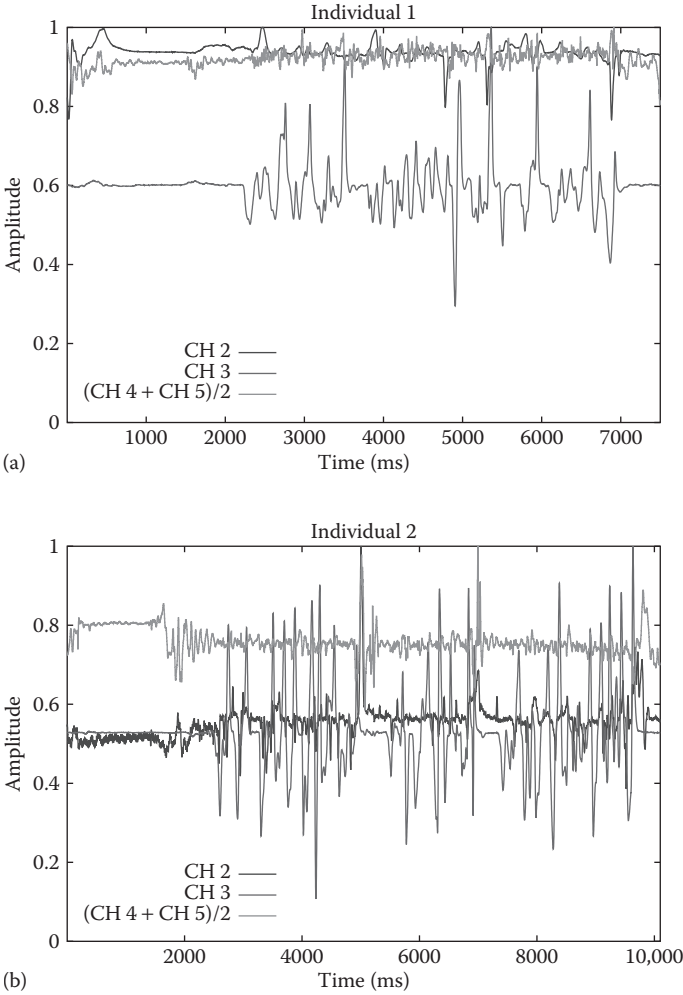 Individual 1
1
0.8
0.6
0.4
0.2
0
Amplitude
CH 2
CH 3
(CH 4 + CH 5)/2
1000 2000 3000 4000 5000 6000 7000
Time (ms)
(a)
Individual 2
1
0.8
0.6
0.4
0.2
0
Amplitude
CH 2
CH 3
(CH 4 + CH 5)/2
2000 4000 6000 8000 10,000
Time (ms)
(b)